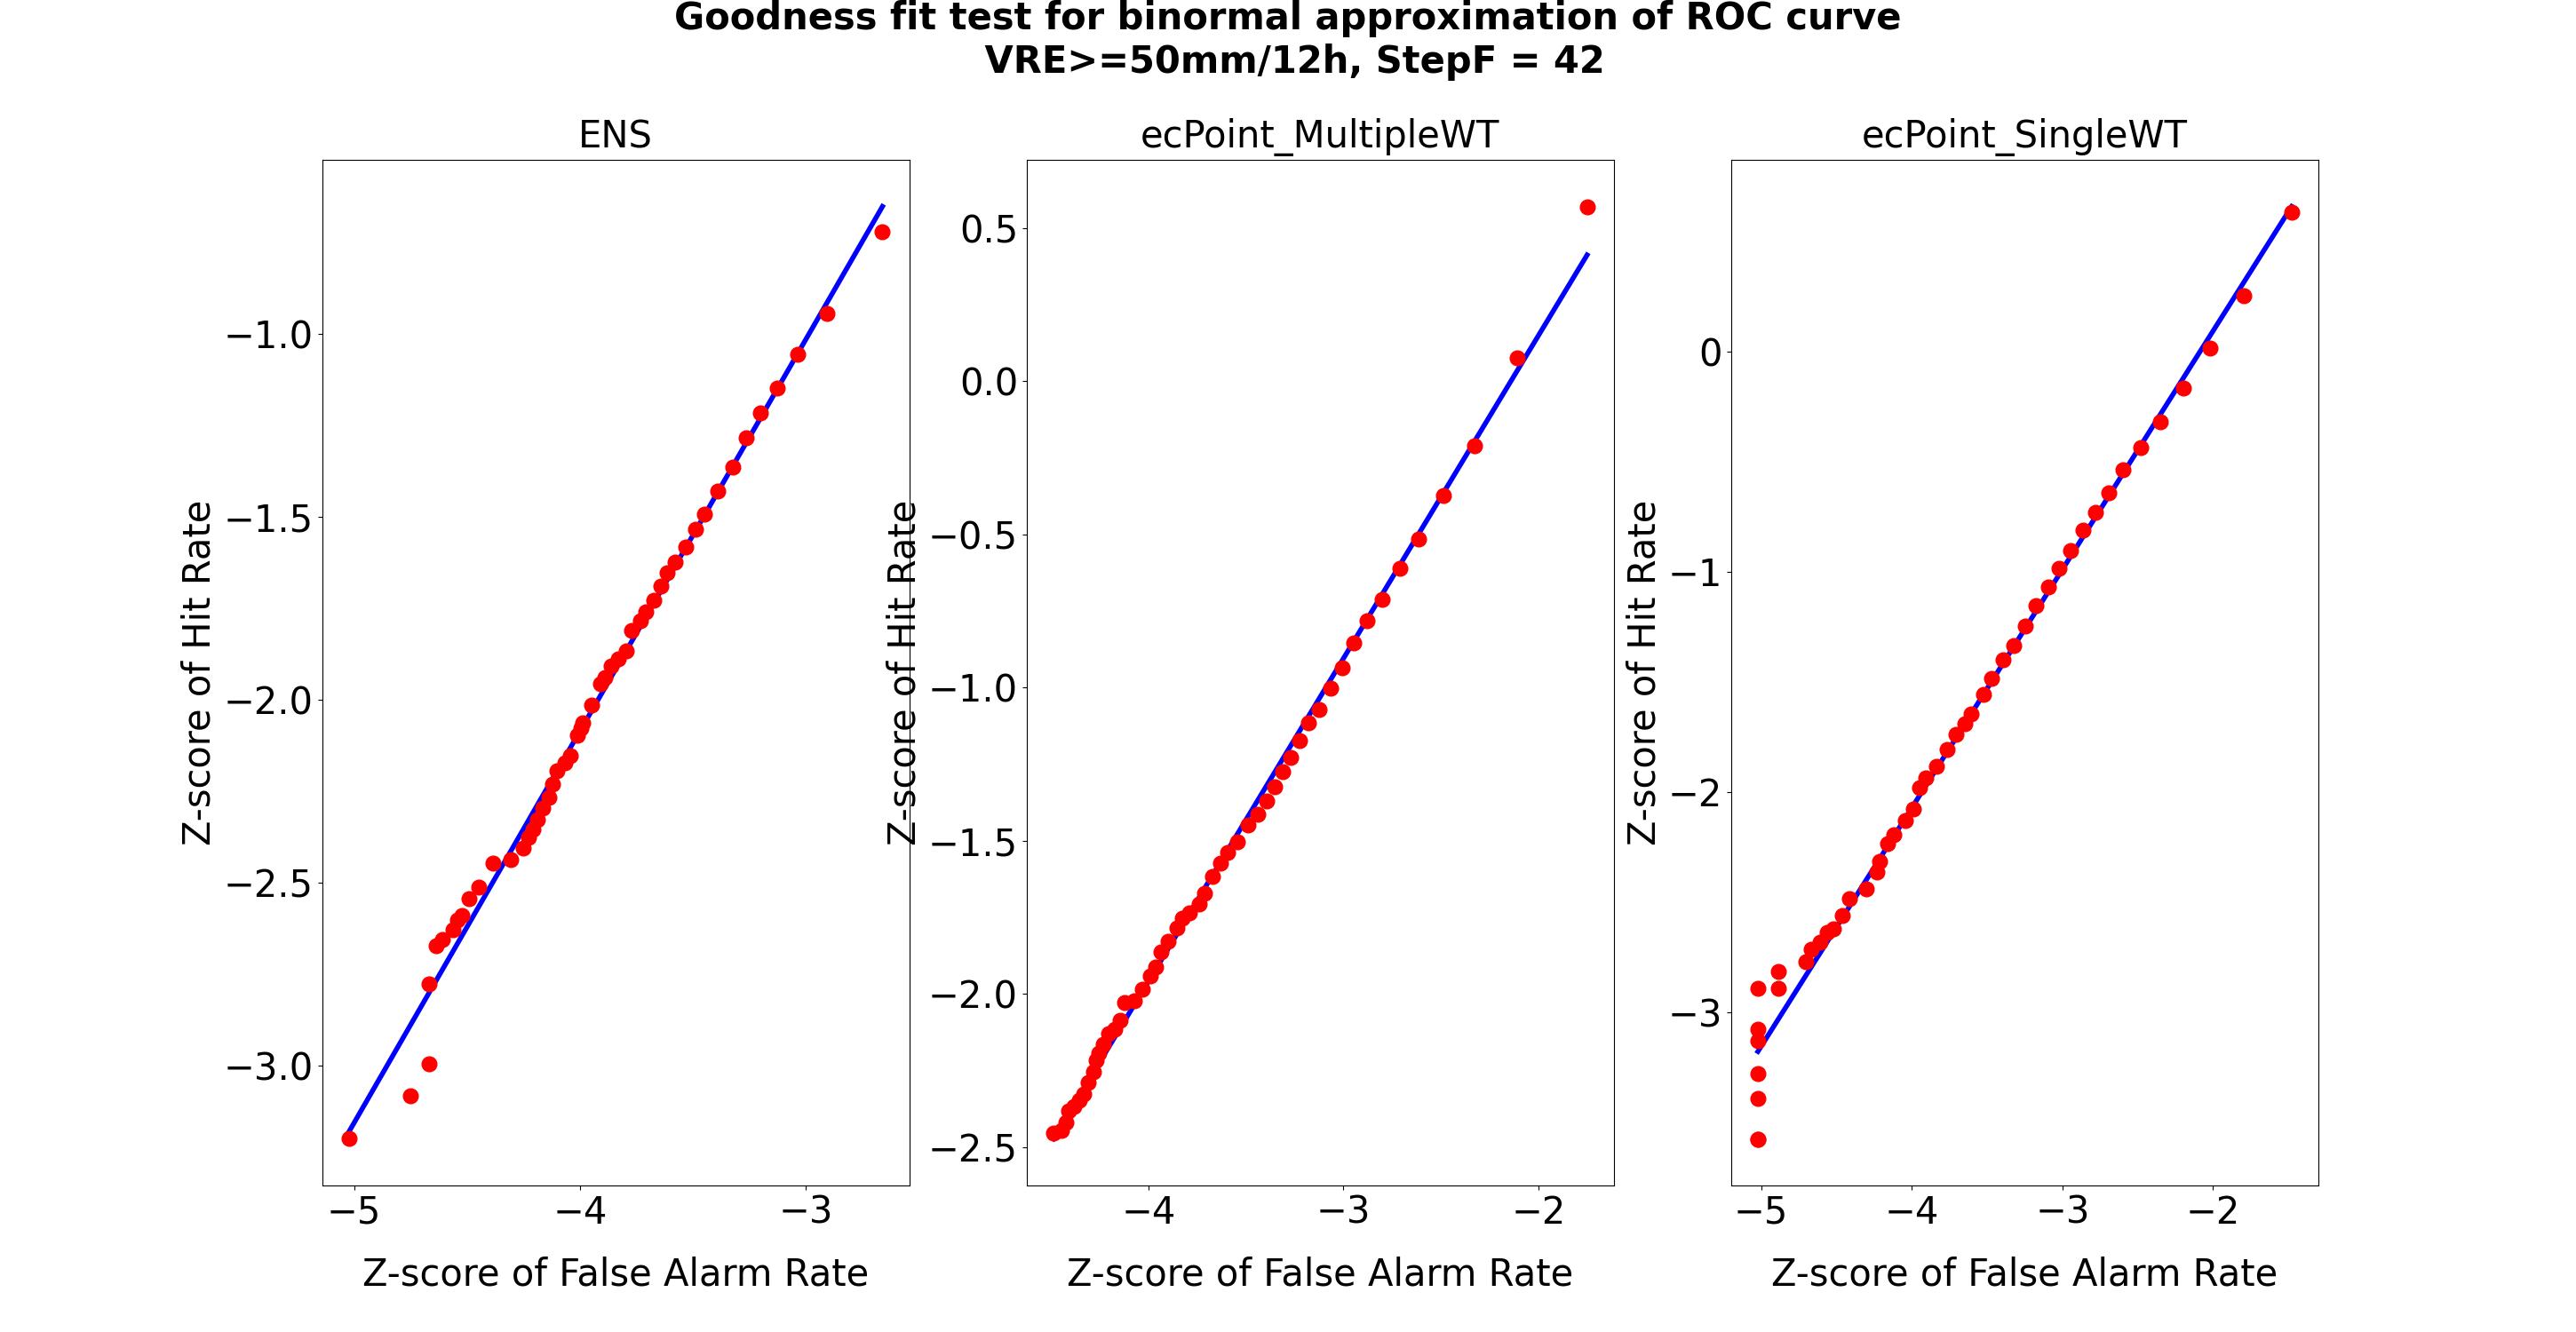 Goodness fit test for binormal approximation of ROC curve
VRE>=50mm/12h, StepF = 42
ENS
Z-score of Hit Rate
−1.0
−1.5
−2.0
−2.5
−3.0
−5 −4 −3
Z-score of False Alarm Rate
ecPoint_MultipleWT
Z-score of Hit Rate
0.5
0.0
−0.5
−1.0
−1.5
−2.0
−2.5
−4 −3 −2
Z-score of False Alarm Rate
ecPoint_SingleWT
Z-score of Hit Rate
0
−1
−2
−3
−5 −4 −3 −2
Z-score of False Alarm Rate